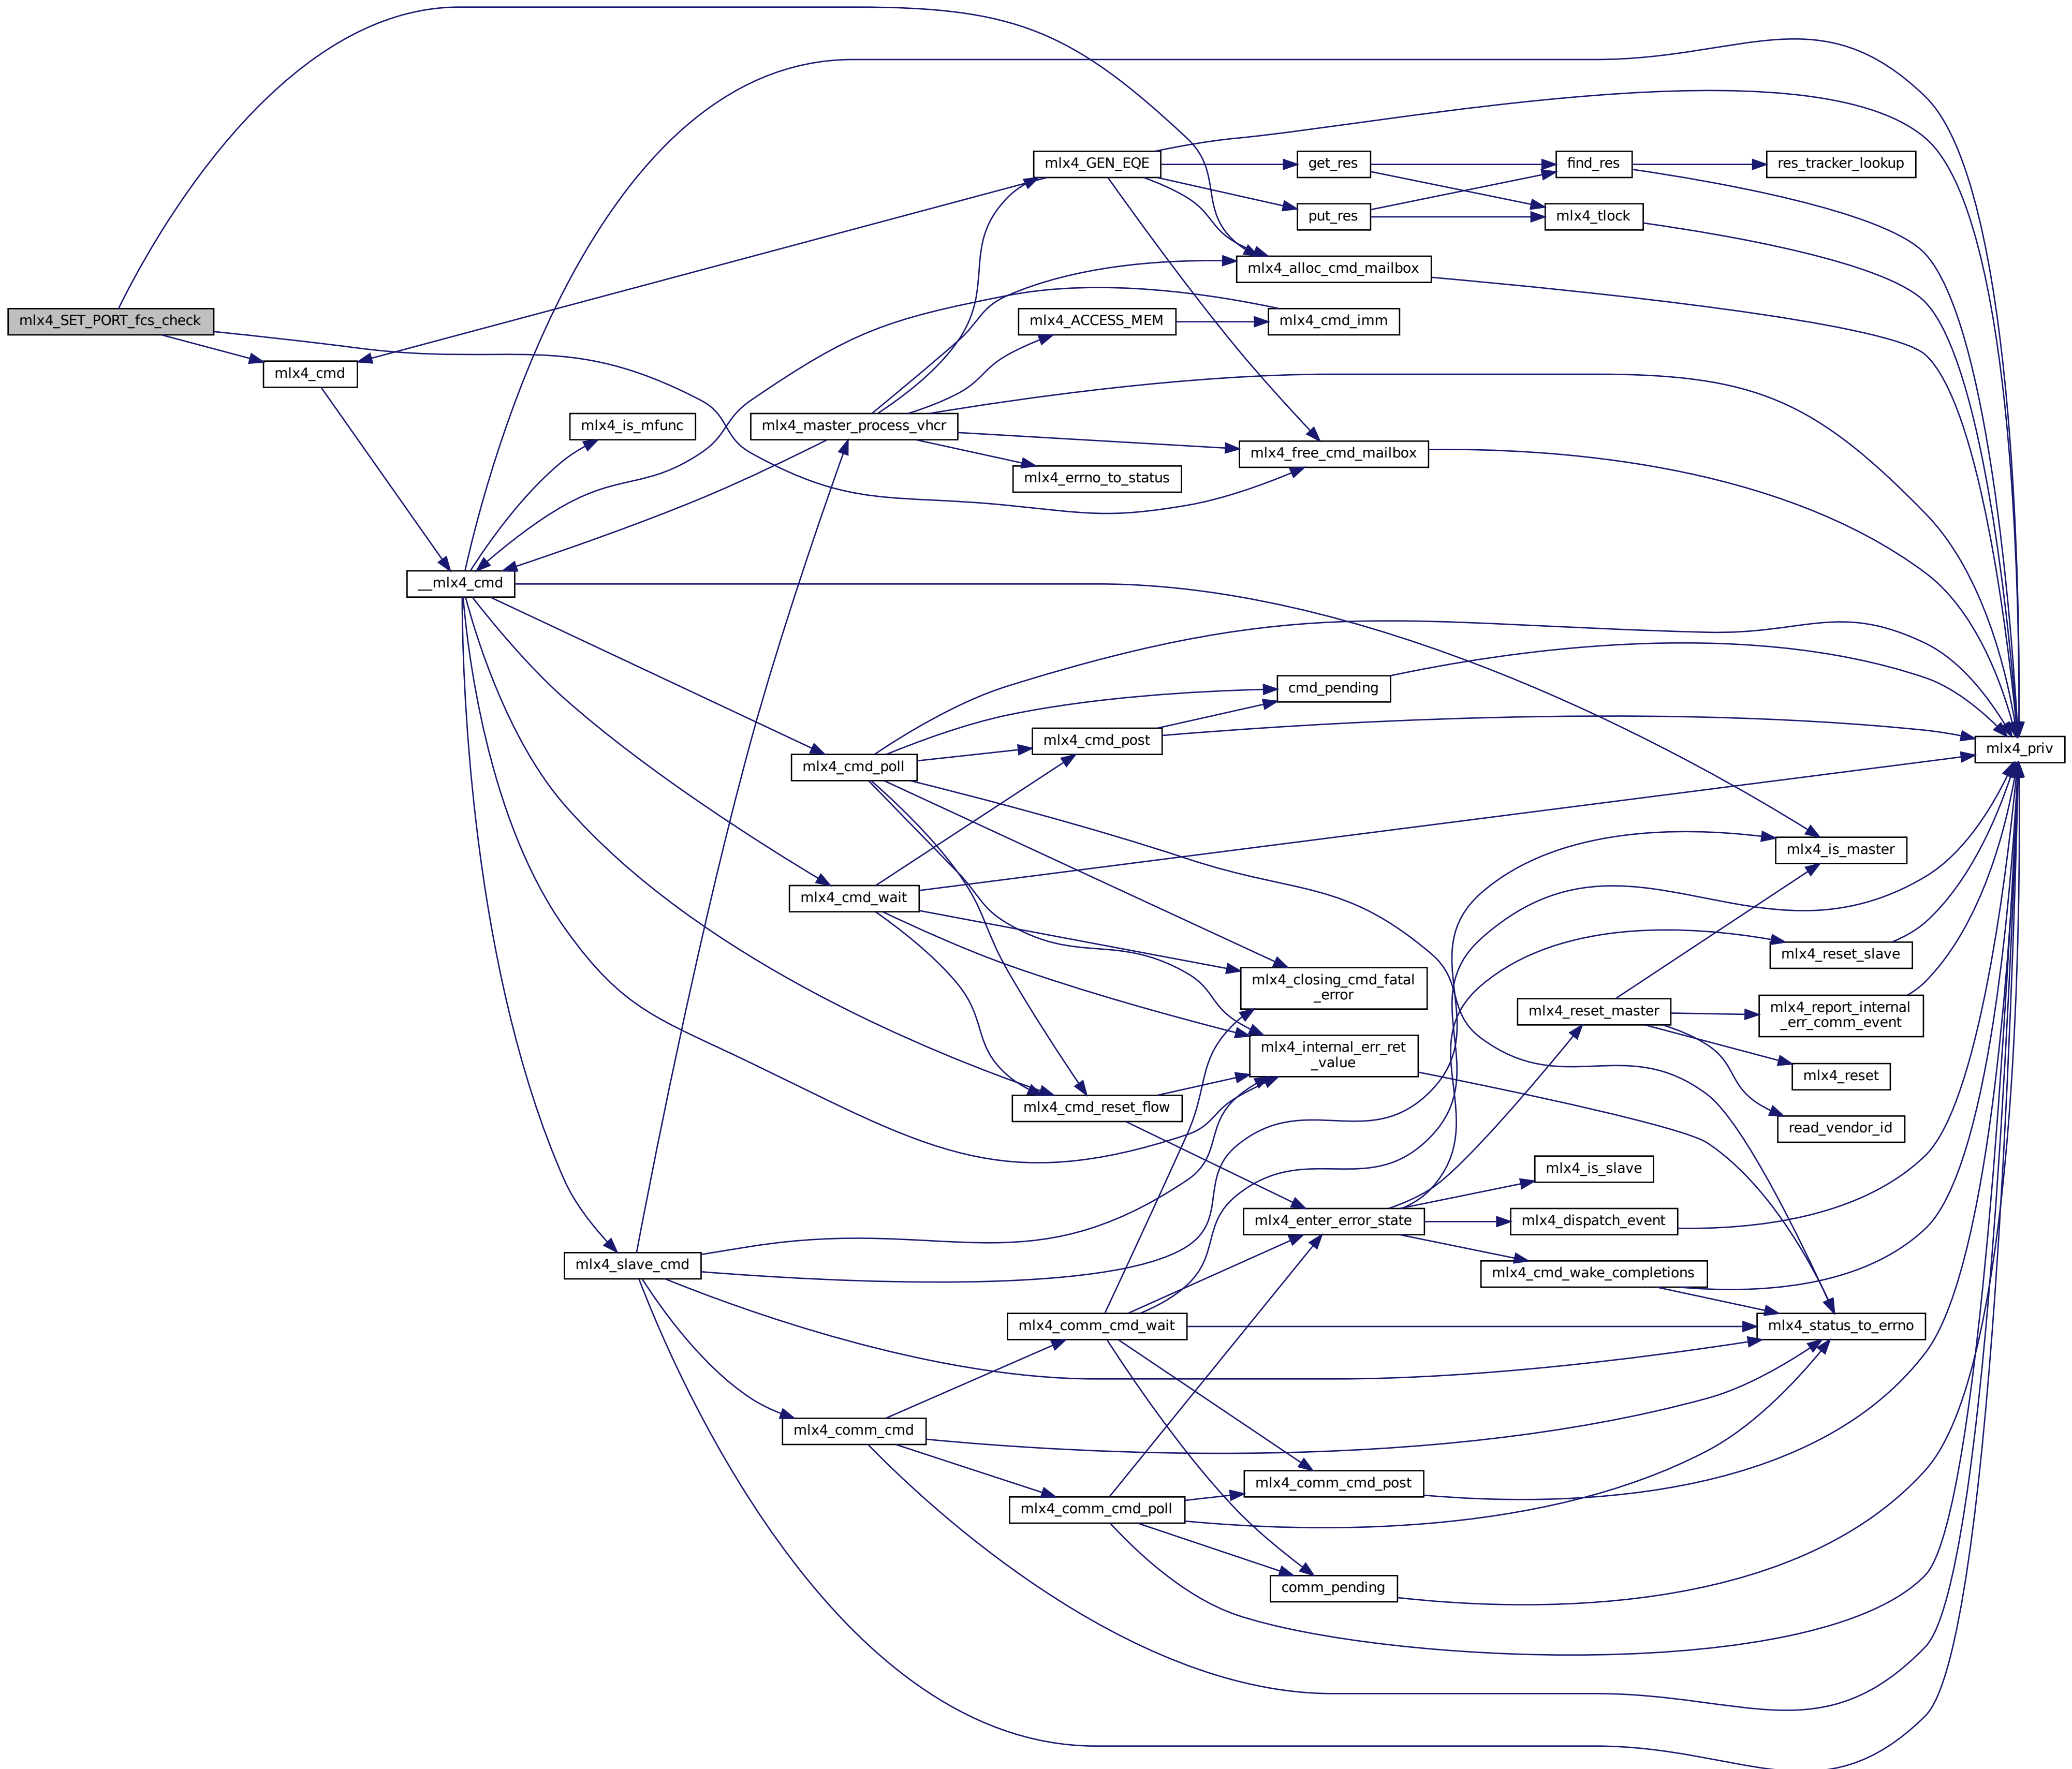 mlx4_GEN_EQE
get_res
find_res
res_tracker_lookup
put_res
mlx4_tlock
mlx4_alloc_cmd_mailbox
mlx4_SET_PORT_fcs_check
mlx4_ACCESS_MEM
mlx4_cmd_imm
mlx4_cmd
mlx4_is_mfunc
mlx4_master_process_vhcr
mlx4_free_cmd_mailbox
mlx4_errno_to_status
__mlx4_cmd
cmd_pending
mlx4_cmd_post
mlx4_priv
mlx4_cmd_poll
mlx4_is_master
mlx4_cmd_wait
mlx4_reset_slave
mlx4_closing_cmd_fatal
_error
mlx4_reset_master
mlx4_report_internal
_err_comm_event
mlx4_internal_err_ret
_value
mlx4_reset
mlx4_cmd_reset_flow
read_vendor_id
mlx4_is_slave
mlx4_enter_error_state
mlx4_dispatch_event
mlx4_slave_cmd
mlx4_cmd_wake_completions
mlx4_comm_cmd_wait
mlx4_status_to_errno
mlx4_comm_cmd
mlx4_comm_cmd_post
mlx4_comm_cmd_poll
comm_pending